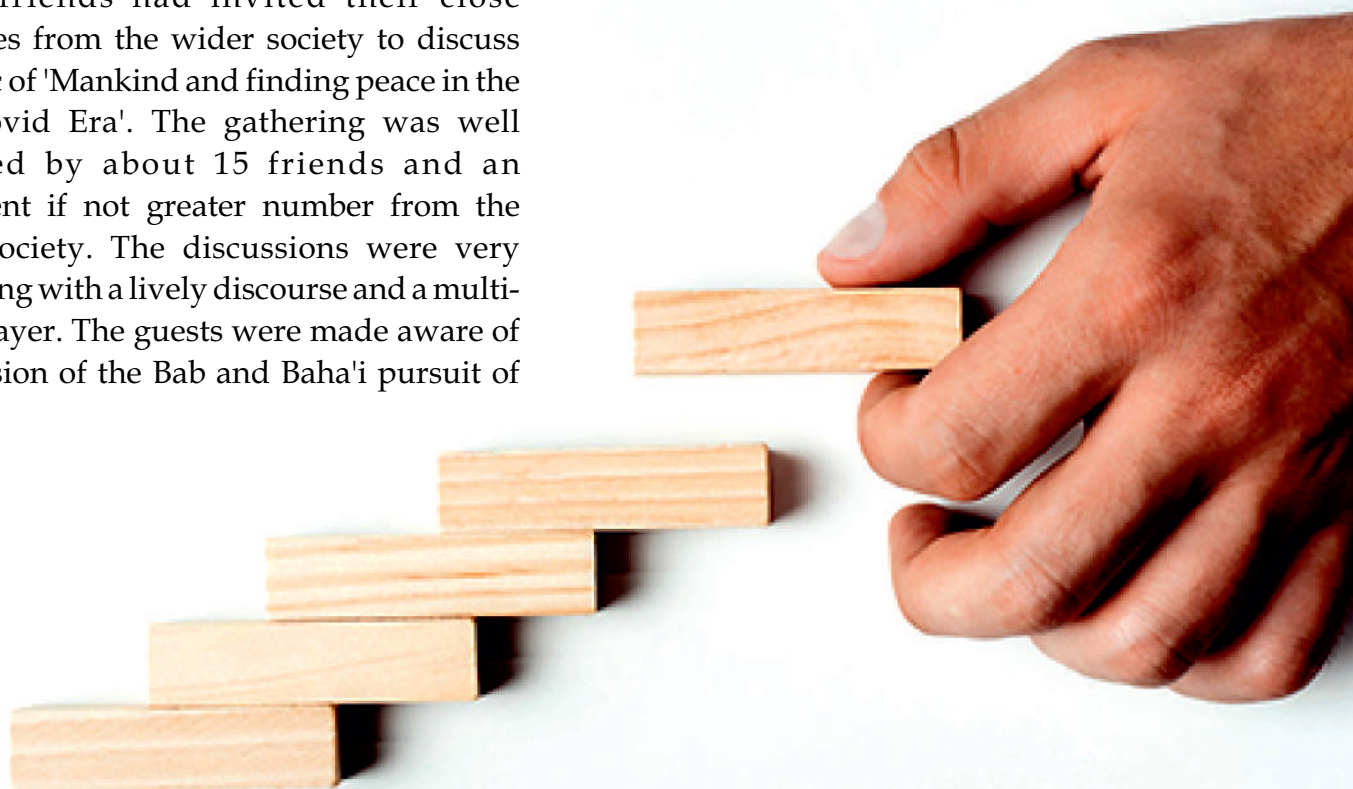 friends had invited their close
es from the wider society to discuss
of 'Mankind and finding peace in the
ovid Era'. The gathering was well
ed by about 15 friends and an
ent if not greater number from the
ociety. The discussions were very
ng with a lively discourse and a multi-
ayer. The guests were made aware of
sion of the Bab and Baha'i pursuit of